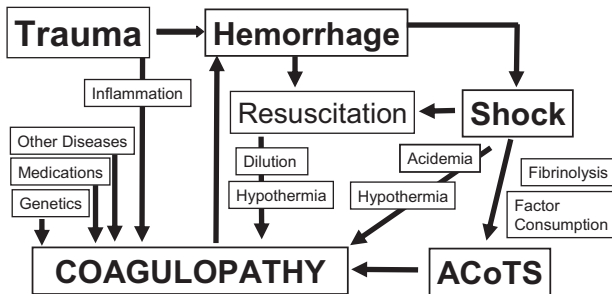 Trauma
Hemorrhage
Inflammation
Resuscitation
Shock
Other Diseases
Medications
Genetics
Dilution
Hypothermia
Acidemia
Hypothermia
Fibrinolysis
Factor
Consumption
COAGULOPATHY
ACoTS